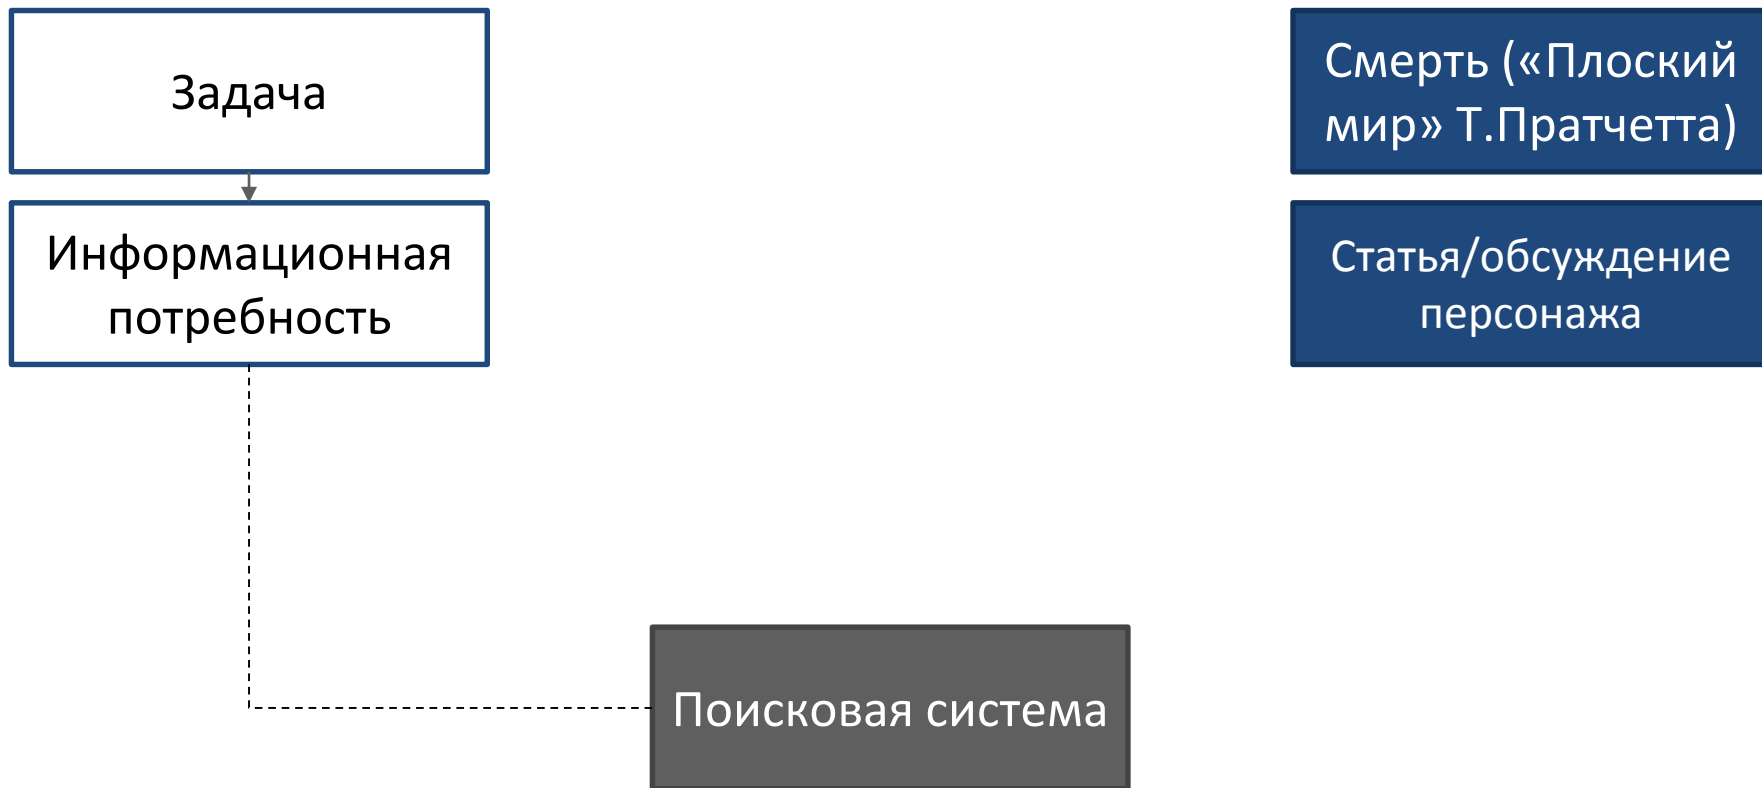 Задача
Смерть («Плоский
мир» Т.Пратчетта)
Информационная
потребность
Статья/обсуждение
персонажа
Поисковая система